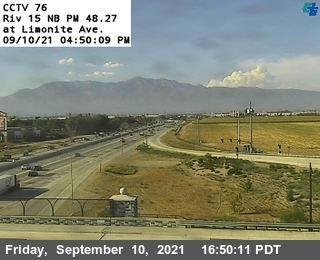 CCTV 76
Riv 15 NB PM 48.27
at Limonite Ave.
09/10/21 04:50:09 PM
Friday, September 10, 2021 16:50:11 PDT